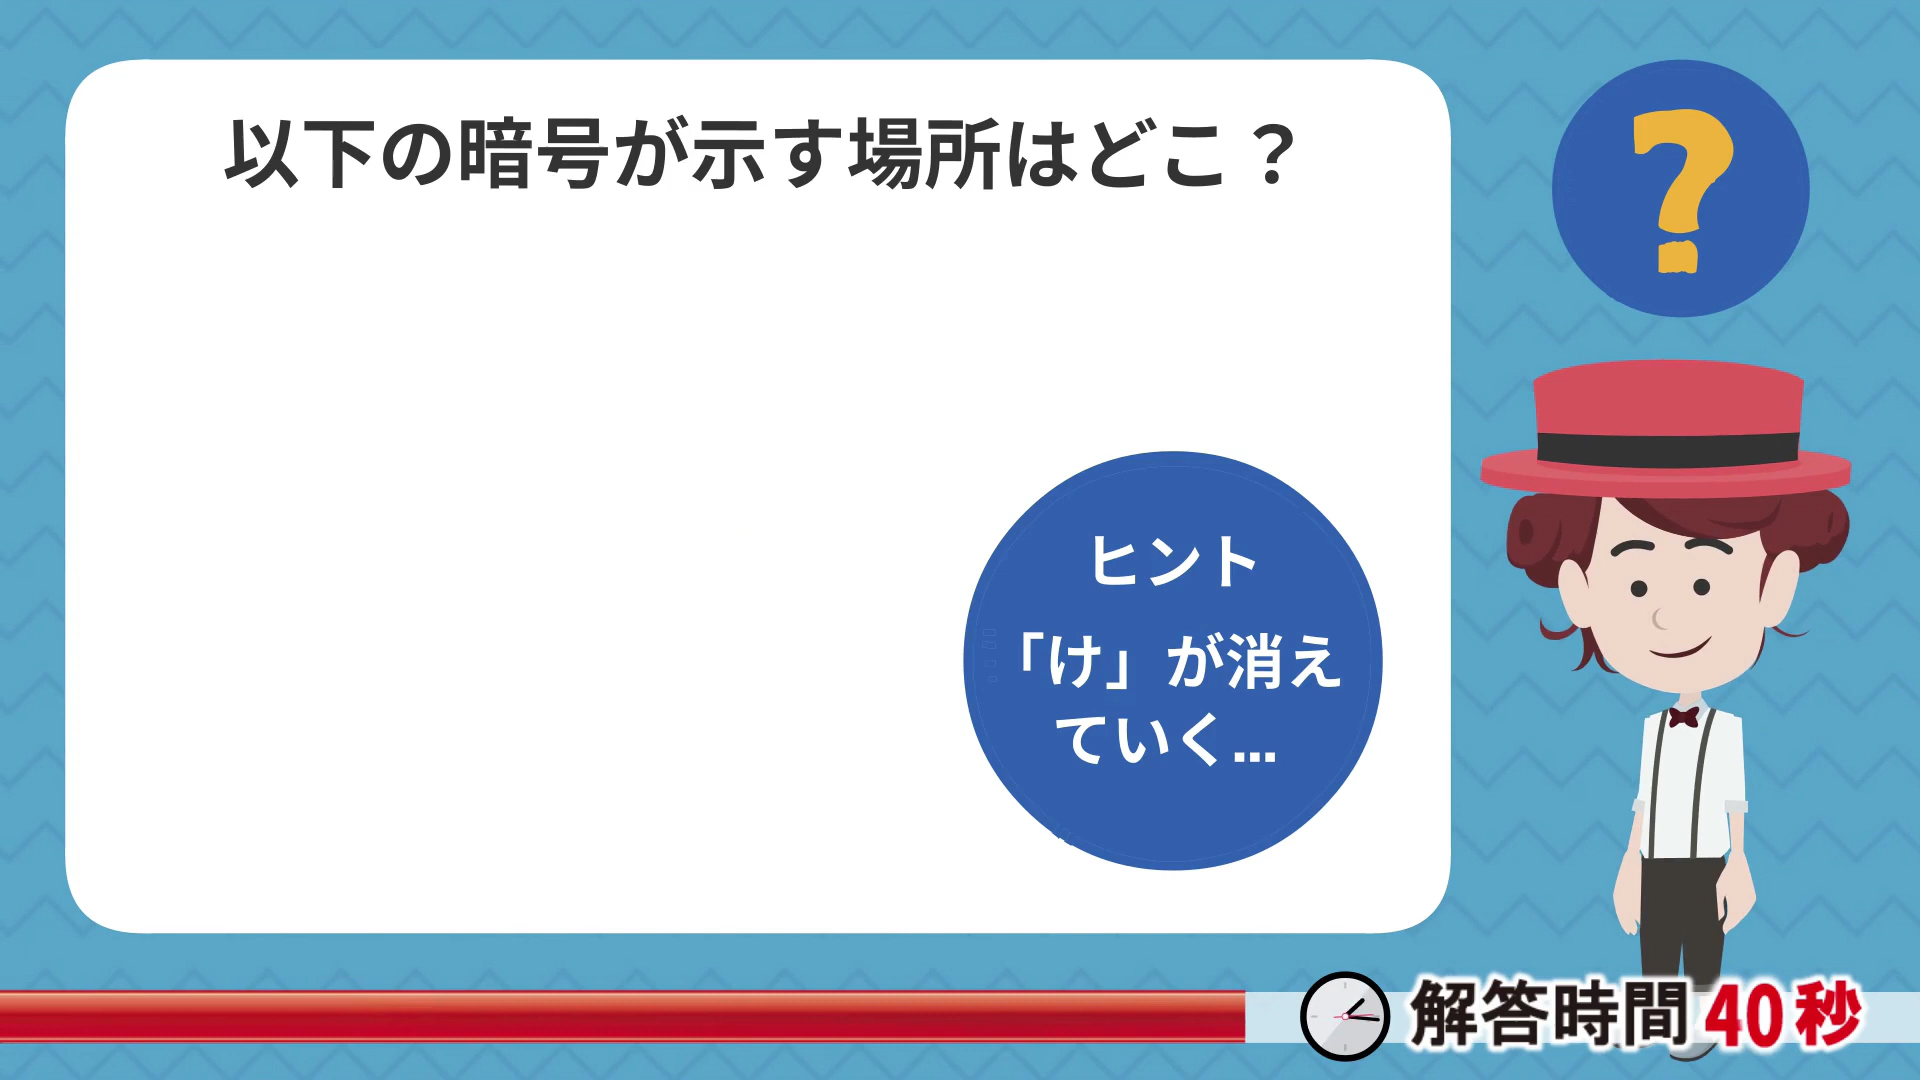 以下の暗号が示す場所はどこ？
?
ヒント
「け」が消え
ていく...
解答時間40秒